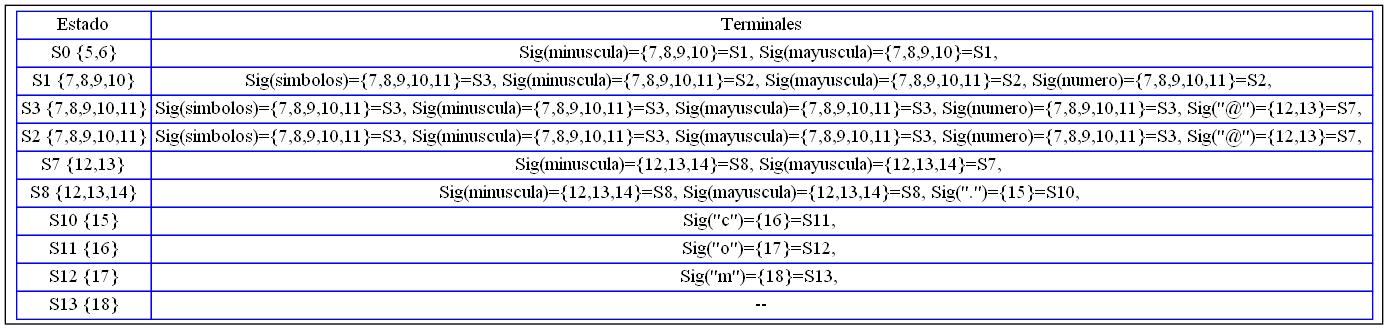 Estado Terminales
S0 {5,6} Sig(minuscula)={7,8,9,10}=S1, Sig(mayuscula)={7,8,9,10}=S1,
S1 {7,8,9,10} Sig(simbolos)={7,8,9,10,11}=S3, Sig(minuscula)={7,8,9,10,11}=S2, Sig(mayuscula)={7,8,9,10,11}=S2, Sig(numero)={7,8,9,10,11}=S2,
S3 {7,8,9,10,11} Sig(simbolos)={7,8,9,10,11}=S3, Sig(minuscula)={7,8,9,10,11}=S3, Sig(mayuscula)={7,8,9,10,11}=S3, Sig(numero)={7,8,9,10,11}=S3, Sig("@")={12,13}=S7,
S2 {7,8,9,10,11} Sig(simbolos)={7,8,9,10,11}=S3, Sig(minuscula)={7,8,9,10,11}=S3, Sig(mayuscula)={7,8,9,10,11}=S3, Sig(numero)={7,8,9,10,11}=S3, Sig("@")={12,13}=S7,
S7 {12,13} Sig(minuscula)={12,13,14}=S8, Sig(mayuscula)={12,13,14}=S7,
S8 {12,13,14} Sig(minuscula)={12,13,14}=S8, Sig(mayuscula)={12,13,14}=S8, Sig(".")={15}=S10,
S10 {15} Sig("c")={16}=S11,
S11 {16} Sig("o")={17}=S12,
S12 {17} Sig("m")={18}=S13,
S13 {18} --